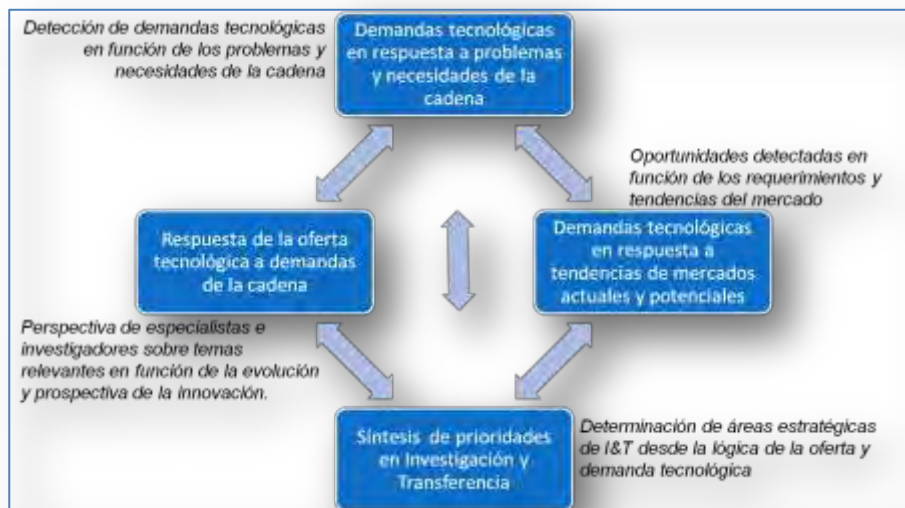 Detección de demandas tecnológicas
en función de los problemas y
necesidades de la cadena
Demandas tecnológicas
en respuesta a problemas
y necesidades de la
cadena
Oportunidades detectadas en
función de los requerimientos y
tendencias del mercado
Respuesta de la oferta
tecnológica a demandas
de la cadena
Demandas tecnológicas
en respuesta a
tendencias de mercados
actuales y potenciales
Perspectiva de especialistas e
investigadores sobre temas
relevantes en función de la evolución
y prospectiva de la innovación.
Síntesis de prioridades
en Investigación y
Transferencia
Determinación de áreas estratégicas
de I&T desde la lógica de la oferta y
demanda tecnológica